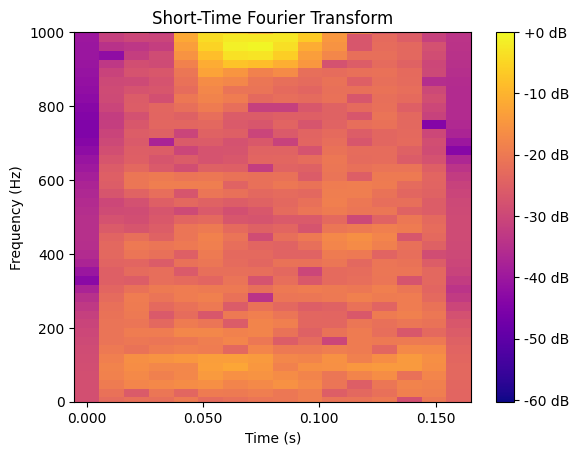 Short-Time Fourier Transform
1000
800
600
400
200
0
Frequency (Hz)
0.000
0.050
0.100
0.150
Time (s)
+0 dB
-10 dB
-20 dB
-30 dB
-40 dB
-50 dB
-60 dB